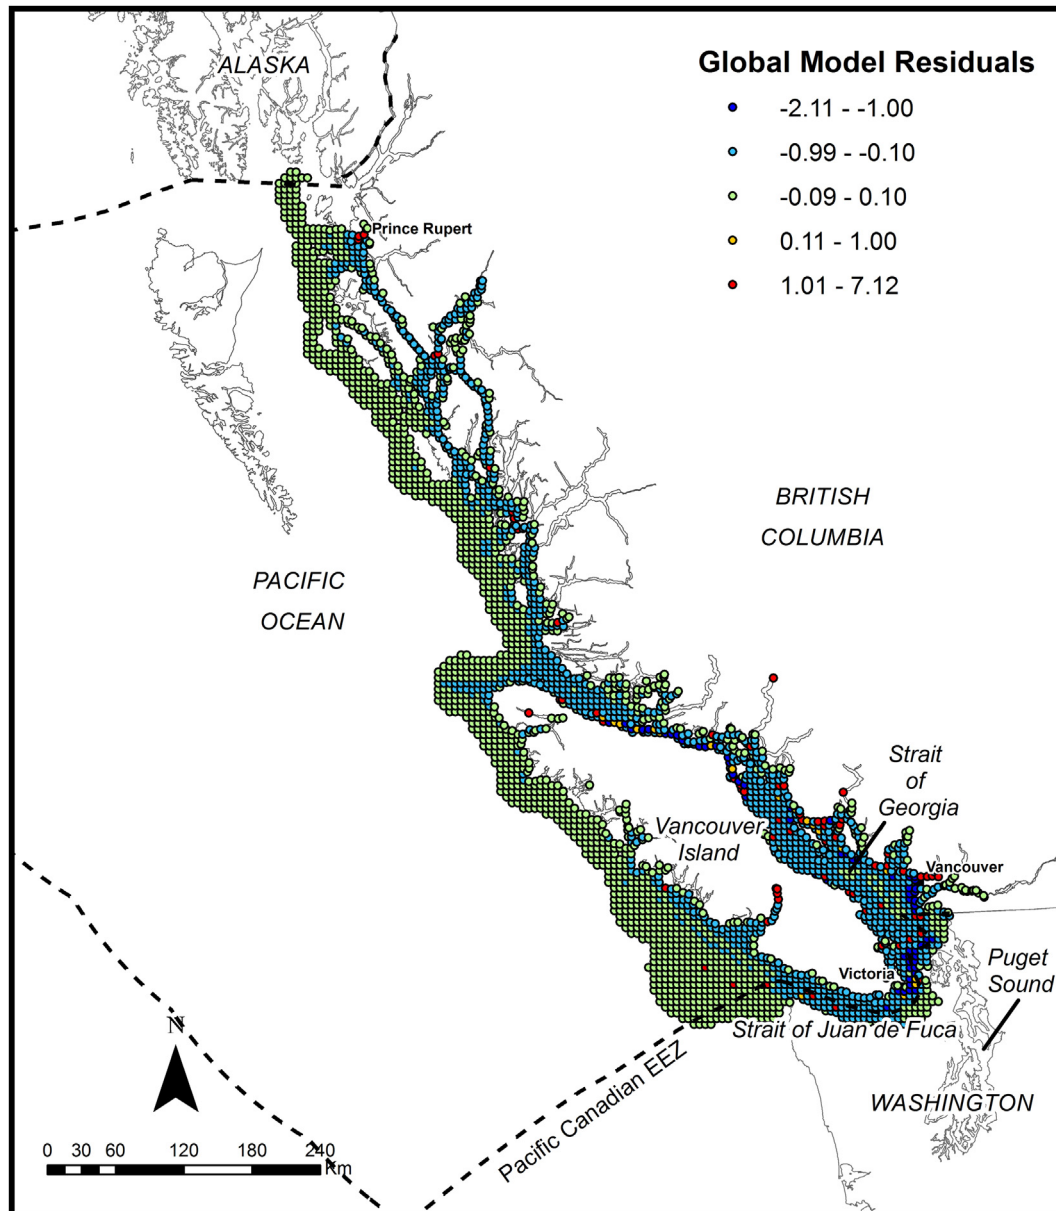 ALASKA
Global Model Residuals
-2.11 - -1.00
-0.99 - -0.10
-0.09 - 0.10
0.11 - 1.00
1.01 - 7.12
Prince Rupert
BRITISH
COLUMBIA
PACIFIC
OCEAN
Strait
of
Georgia
Vancouver
Island
Vancouver
Puget
Sound
Victoria
Strait of Juan de Fuca
WASHINGTON
Pacific Canadian EEZ
N
0 30 60 120 180 240
Km